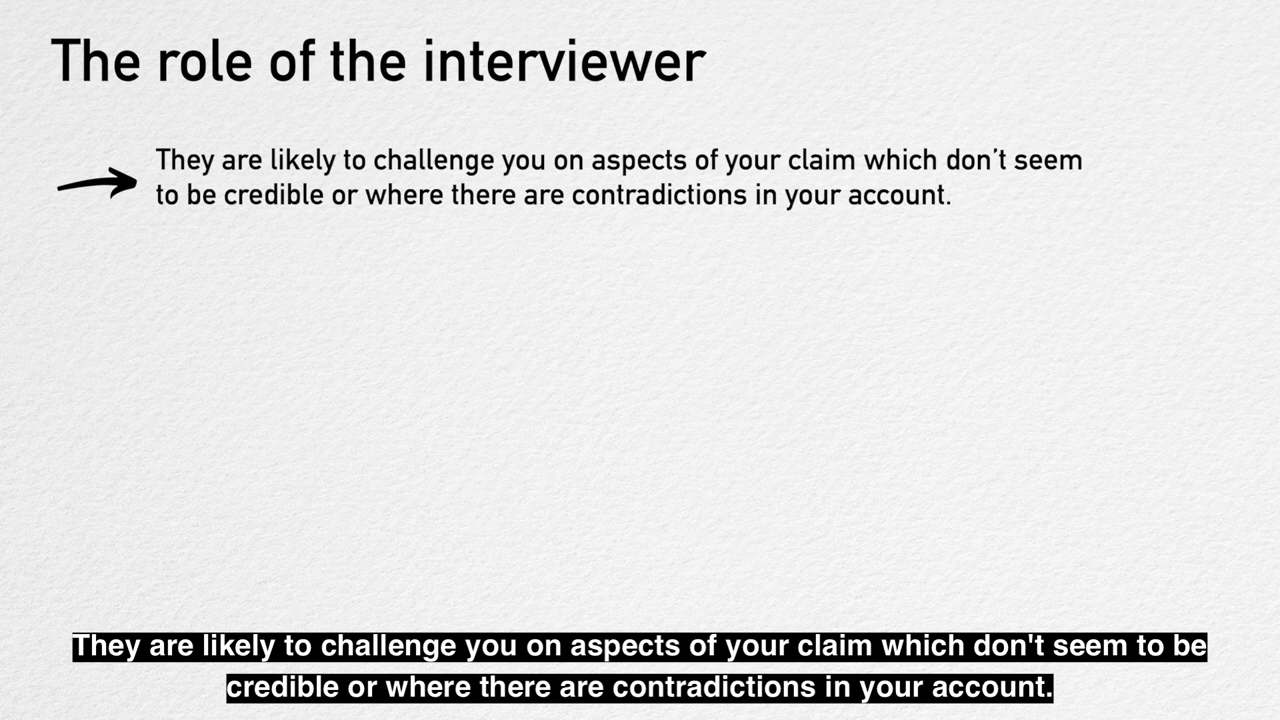 The role of the interviewer
They are likely to challenge you on aspects of your claim which don’t seem
to be credible or where there are contradictions in your account.
They are likely to challenge you on aspects of your claim which don't seem to be
credible or where there are contradictions in your account.